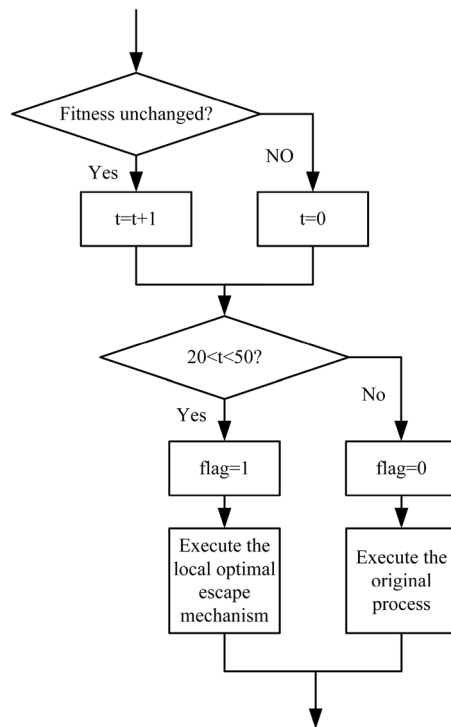 Fitness unchanged?
Yes
NO
t=t+1
t=0
20<t<50?
Yes
No
flag=1
flag=0
Execute the
local optimal
escape
mechanism
Execute the
original
process